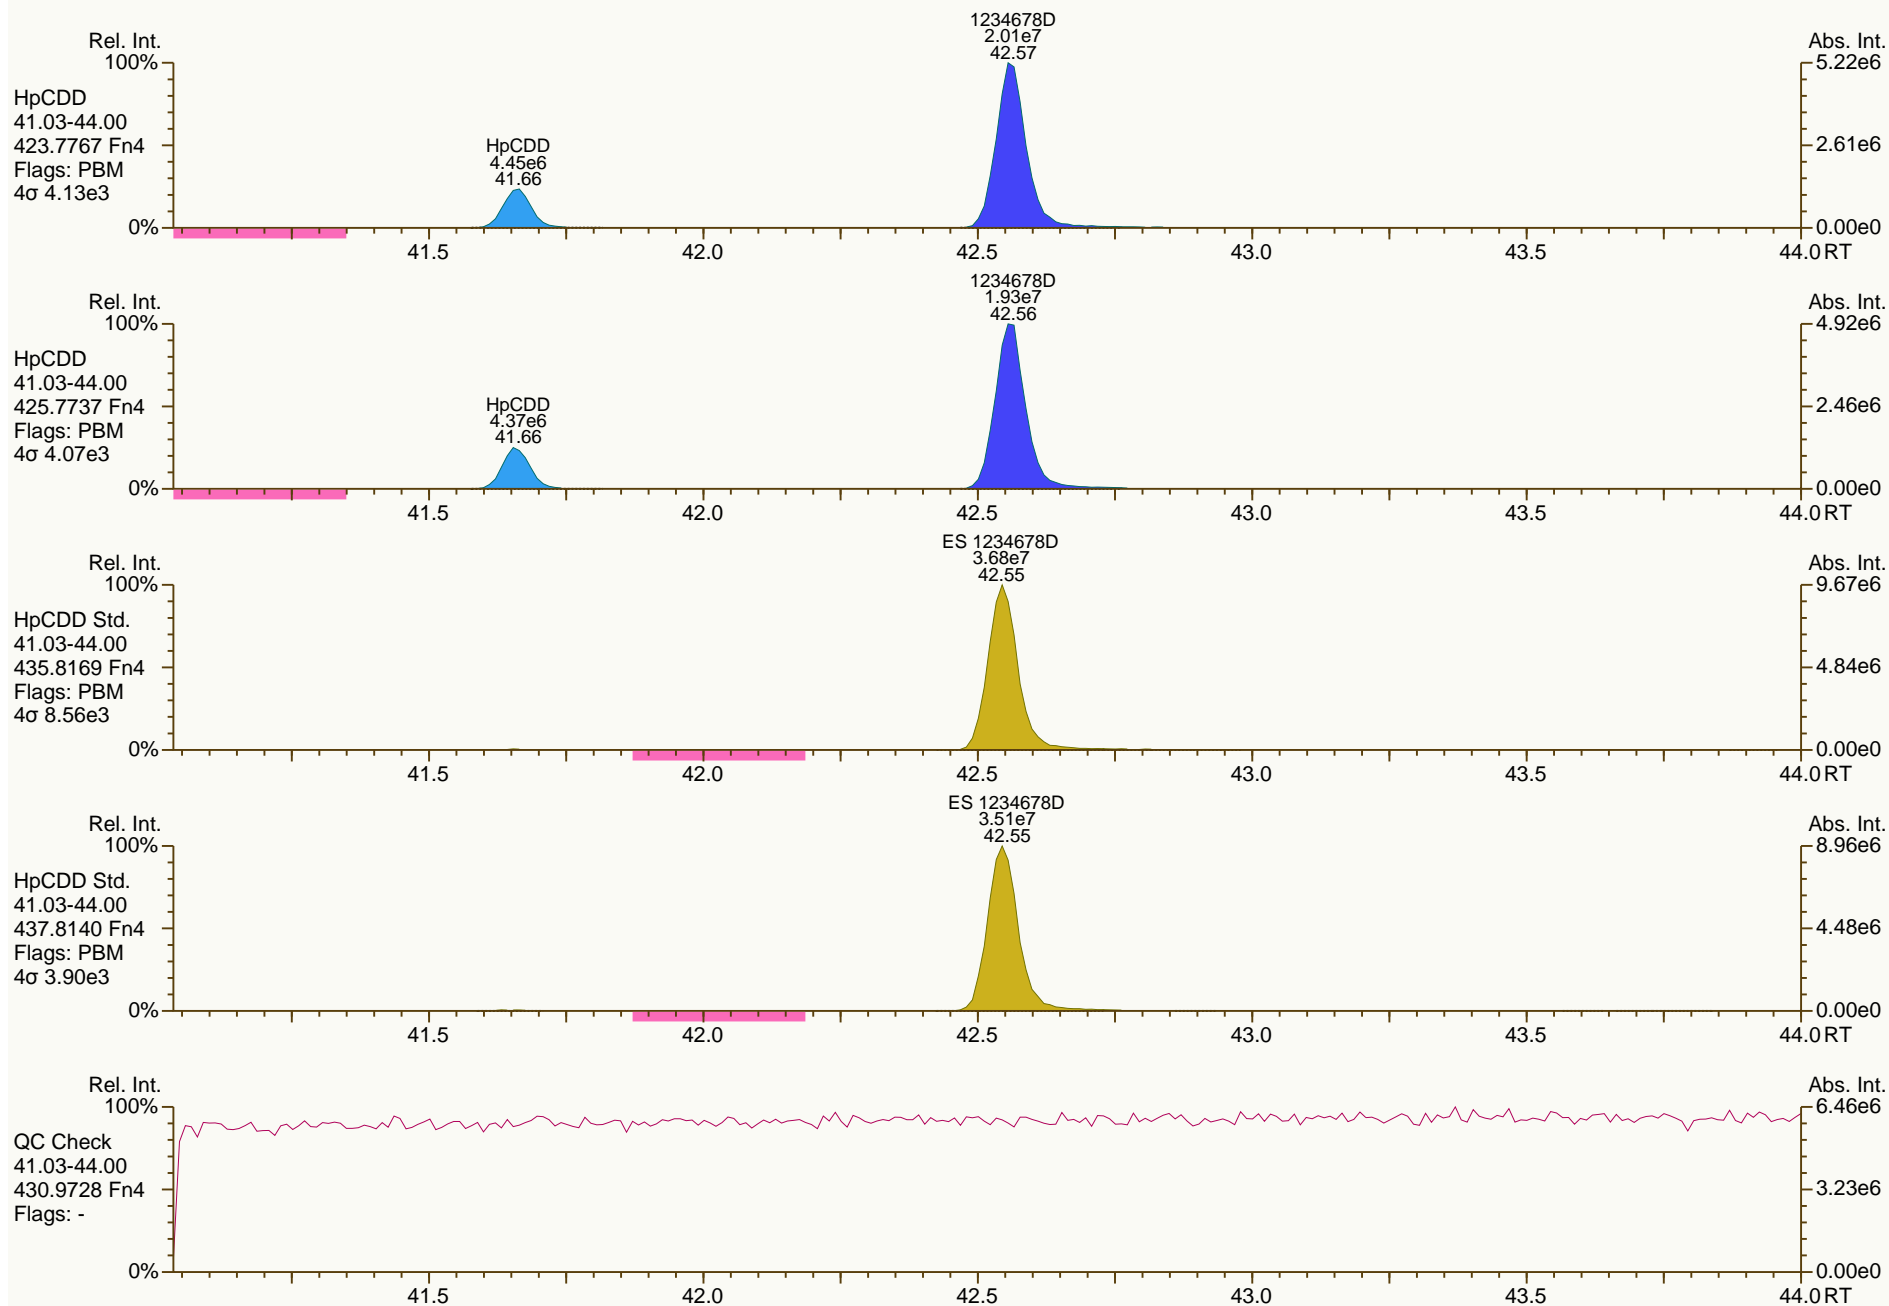 1234678D
2.01e7
42.57
Rel. Int.
Abs. Int.
100%
5.22e6
HpCDD
41.03-44.00
423.7767 Fn4
Flags: PBM
4σ 4.13e3
HpCDD
4.45e6
41.66
2.61e6
0%
0.00e0
41.5 42.0 42.5 43.0 43.5 44.0 RT
1234678D
1.93e7
42.56
Rel. Int.
Abs. Int.
100%
4.92e6
HpCDD
41.03-44.00
425.7737 Fn4
Flags: PBM
4σ 4.07e3
HpCDD
4.37e6
41.66
2.46e6
0%
0.00e0
41.5 42.0 42.5 43.0 43.5 44.0 RT
ES 1234678D
3.68e7
42.55
Rel. Int.
Abs. Int.
100%
9.67e6
HpCDD Std.
41.03-44.00
435.8169 Fn4
Flags: PBM
4σ 8.56e3
4.84e6
0%
0.00e0
41.5 42.0 42.5 43.0 43.5 44.0 RT
ES 1234678D
3.51e7
42.55
Rel. Int.
Abs. Int.
100%
8.96e6
HpCDD Std.
41.03-44.00
437.8140 Fn4
Flags: PBM
4σ 3.90e3
4.48e6
0%
0.00e0
41.5 42.0 42.5 43.0 43.5 44.0 RT
Rel. Int.
Abs. Int.
100%
6.46e6
QC Check
41.03-44.00
430.9728 Fn4
Flags: -
3.23e6
0%
0.00e0
41.5 42.0 42.5 43.0 43.5 44.0 RT